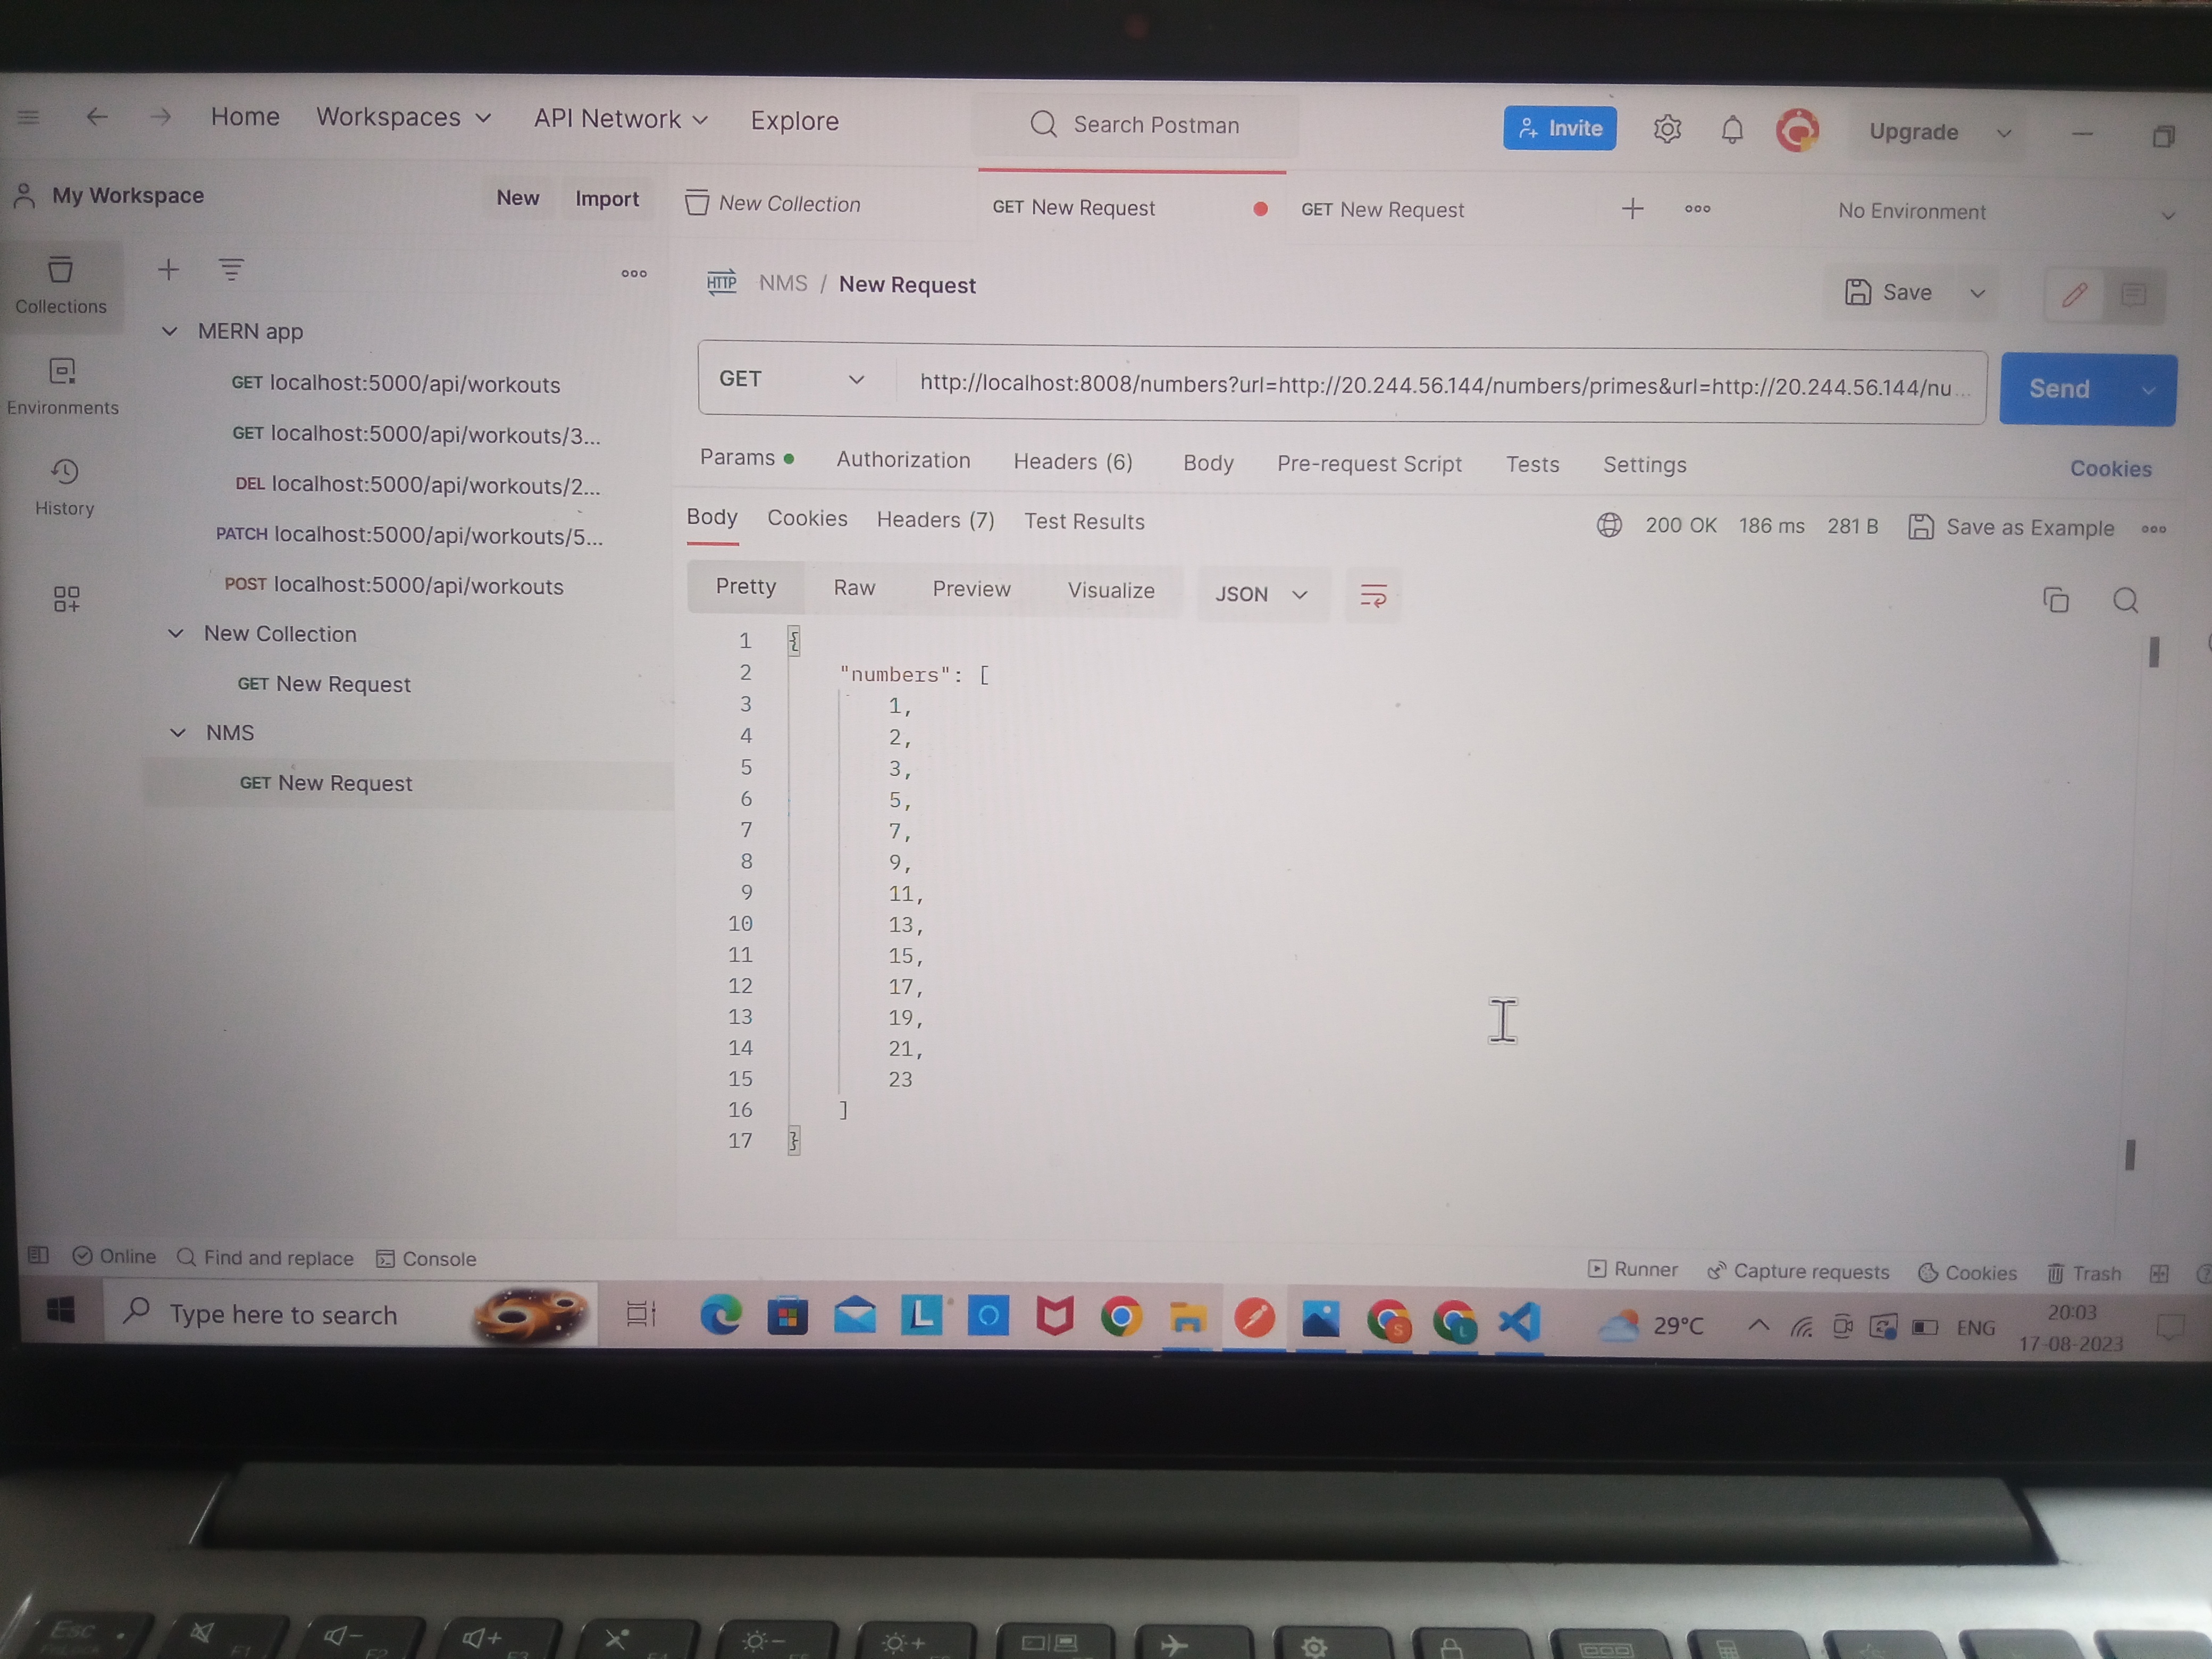 Home Workspaces API Network Explore Search Postman Invite Upgrade
My Workspace New Import New Collection GET New Request GET New Request No Environment
Collections
Environments
History
MERN app
GET localhost:5000/api/workouts
GET localhost:5000/api/workouts/3...
DEL localhost:5000/api/workouts/2...
PATCH localhost:5000/api/workouts/5...
POST localhost:5000/api/workouts
New Collection
GET New Request
NMS
GET New Request
HTTP NMS / New Request Save
GET http://localhost:8008/numbers?url=http://20.244.56.144/numbers/primes&url=http://20.244.56.144/nu... Send
Params Authorization Headers (6) Body Pre-request Script Tests Settings Cookies
Body Cookies Headers (7) Test Results 200 OK 186 ms 281 B Save as Example
Pretty Raw Preview Visualize JSON
1 {
2 "numbers": [
3 1,
4 2,
5 3,
6 5,
7 7,
8 9,
9 11,
10 13,
11 15,
12 17,
13 19,
14 21,
15 23
16 ]
17 }
Online Find and replace Console Runner Capture requests Cookies Trash
Type here to search L S L 29°C ENG 20:03
17-08-2023
Esc
F1 F2